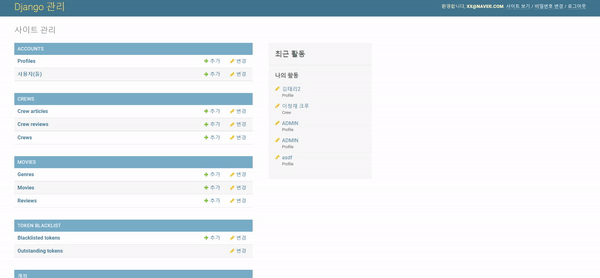 Django 관리
환영합니다, XX@NAVER.COM. 사이트 보기 / 비밀번호 변경 / 로그아웃
사이트 관리
ACCOUNTS
Profiles 추가 변경
사용자(들) 추가 변경
CREWS
Crew articles 추가 변경
Crew reviews 추가 변경
Crews 추가 변경
MOVIES
Genres 추가 변경
Movies 추가 변경
Reviews 추가 변경
TOKEN BLACKLIST
Blacklisted tokens 추가 변경
Outstanding tokens 변경
계정
최근 활동
나의 활동
김태리2
Profile
이정재 크루
Crew
ADMIN
Profile
ADMIN
Profile
asdf
Profile